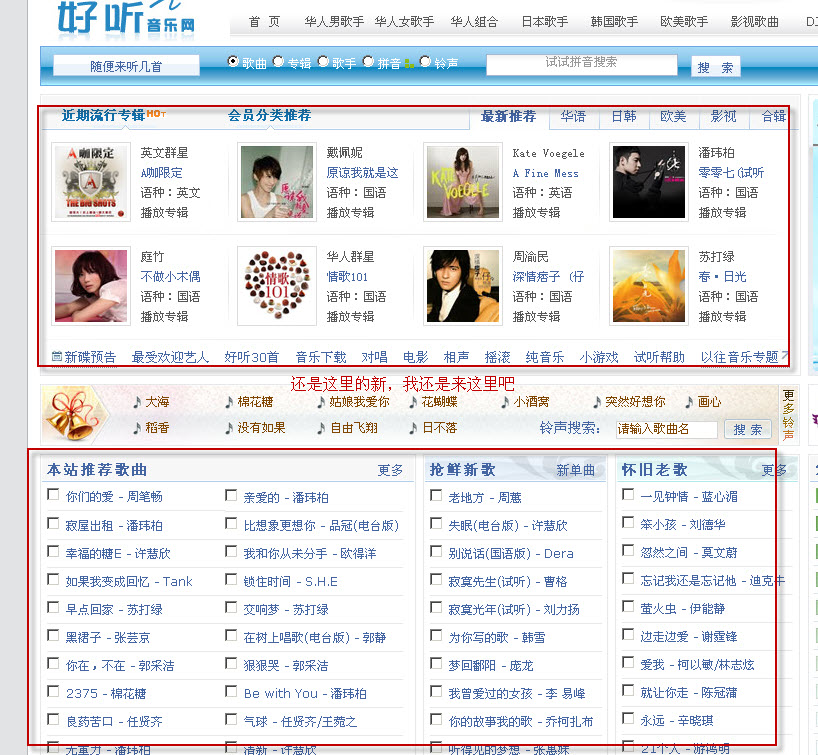 好听音乐网
首 页 华人男歌手 华人女歌手 华人组合 日本歌手 韩国歌手 欧美歌手 影视歌曲
随便来听几首 歌曲 专辑 歌手 拼音 铃声 试试拼音搜索 搜 索
近期流行专辑HOT 会员分类推荐 最新推荐 华语 日韩 欧美 影视 合辑
英文群星
A咖限定
语种：英文
播放专辑
戴佩妮
原谅我就是这
语种：国语
播放专辑
Kate Voegele
A Fine Mess
语种：英语
播放专辑
潘玮柏
零零七(试听
语种：国语
播放专辑
A咖限定
THE BIG SHOTS
KATE VOEGELE
庭竹
不做小木偶
语种：国语
播放专辑
华人群星
情歌101
语种：国语
播放专辑
周渝民
深情痞子 (仔
语种：国语
播放专辑
苏打绿
春·日光
语种：国语
播放专辑
情歌
101
新碟预告 最受欢迎艺人 好听30首 音乐下载 对唱 电影 相声 摇滚 纯音乐 小游戏 试听帮助 以往音乐专题
还是这里的新，我还是来这里吧
大海 棉花糖 姑娘我爱你 花蝴蝶 小酒窝 突然好想你 画心
稻香 没有如果 自由飞翔 日不落 铃声搜索： 请输入歌曲名 搜 索
更多铃声
本站推荐歌曲 更多 抢鲜新歌 新单曲 怀旧老歌 更多
你们的爱 - 周笔畅 亲爱的 - 潘玮柏 老地方 - 周蕙 一见钟情 - 蓝心湄
寂屋出租 - 潘玮柏 比想象更想你 - 品冠(电台版) 失眠(电台版) - 许慧欣 笨小孩 - 刘德华
幸福的糖E - 许慧欣 我和你从未分手 - 欧得洋 别说话(国语版) - Dera 忽然之间 - 莫文蔚
如果我变成回忆 - Tank 锁住时间 - S.H.E 寂寞先生(试听) - 曹格 忘记我还是忘记他 - 迪克牛
早点回家 - 苏打绿 交响梦 - 苏打绿 寂寞光年(试听) - 刘力扬 萤火虫 - 伊能静
黑裙子 - 张芸京 在树上唱歌(电台版) - 郭静 为你写的歌 - 韩雪 边走边爱 - 谢霆锋
你在，不在 - 郭采洁 狠狠哭 - 郭采洁 梦回鄱阳 - 庞龙 爱我 - 柯以敏/林志炫
2375 - 棉花糖 Be with You - 潘玮柏 我曾爱过的女孩 - 李 易峰 就让你走 - 陈冠蒲
良药苦口 - 任贤齐 气球 - 任贤齐/王苑之 你的故事我的歌 - 乔柯扎布 永远 - 辛晓琪
无重力 - 潘玮柏 清新 - 许慧欣 听得见的梦想 - 张惠妹 21个人 - 游鸿明